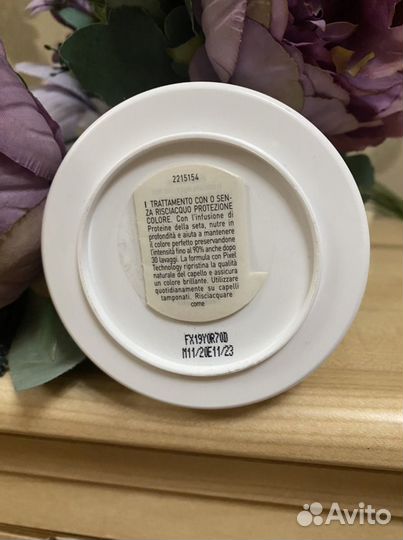 2215154
I TRATTAMENTO CON O SEN-
ZA RISCIACQUO PROTEZIONE
COLORE. Con l'infusione di
Proteine della seta, nutre in
profondità e aiuta a mantenere
il colore perfetto preservandone
l'intensità fino al 90% anche dopo
30 lavaggi. La formula con Pixel
Technology ripristina la qualità
naturale del capello e assicura
un colore brillante. Utilizzare
quotidianamente su capelli
tamponati. Risciacquare
come
FX19Y0R70D
M11/20E11/23
Avito